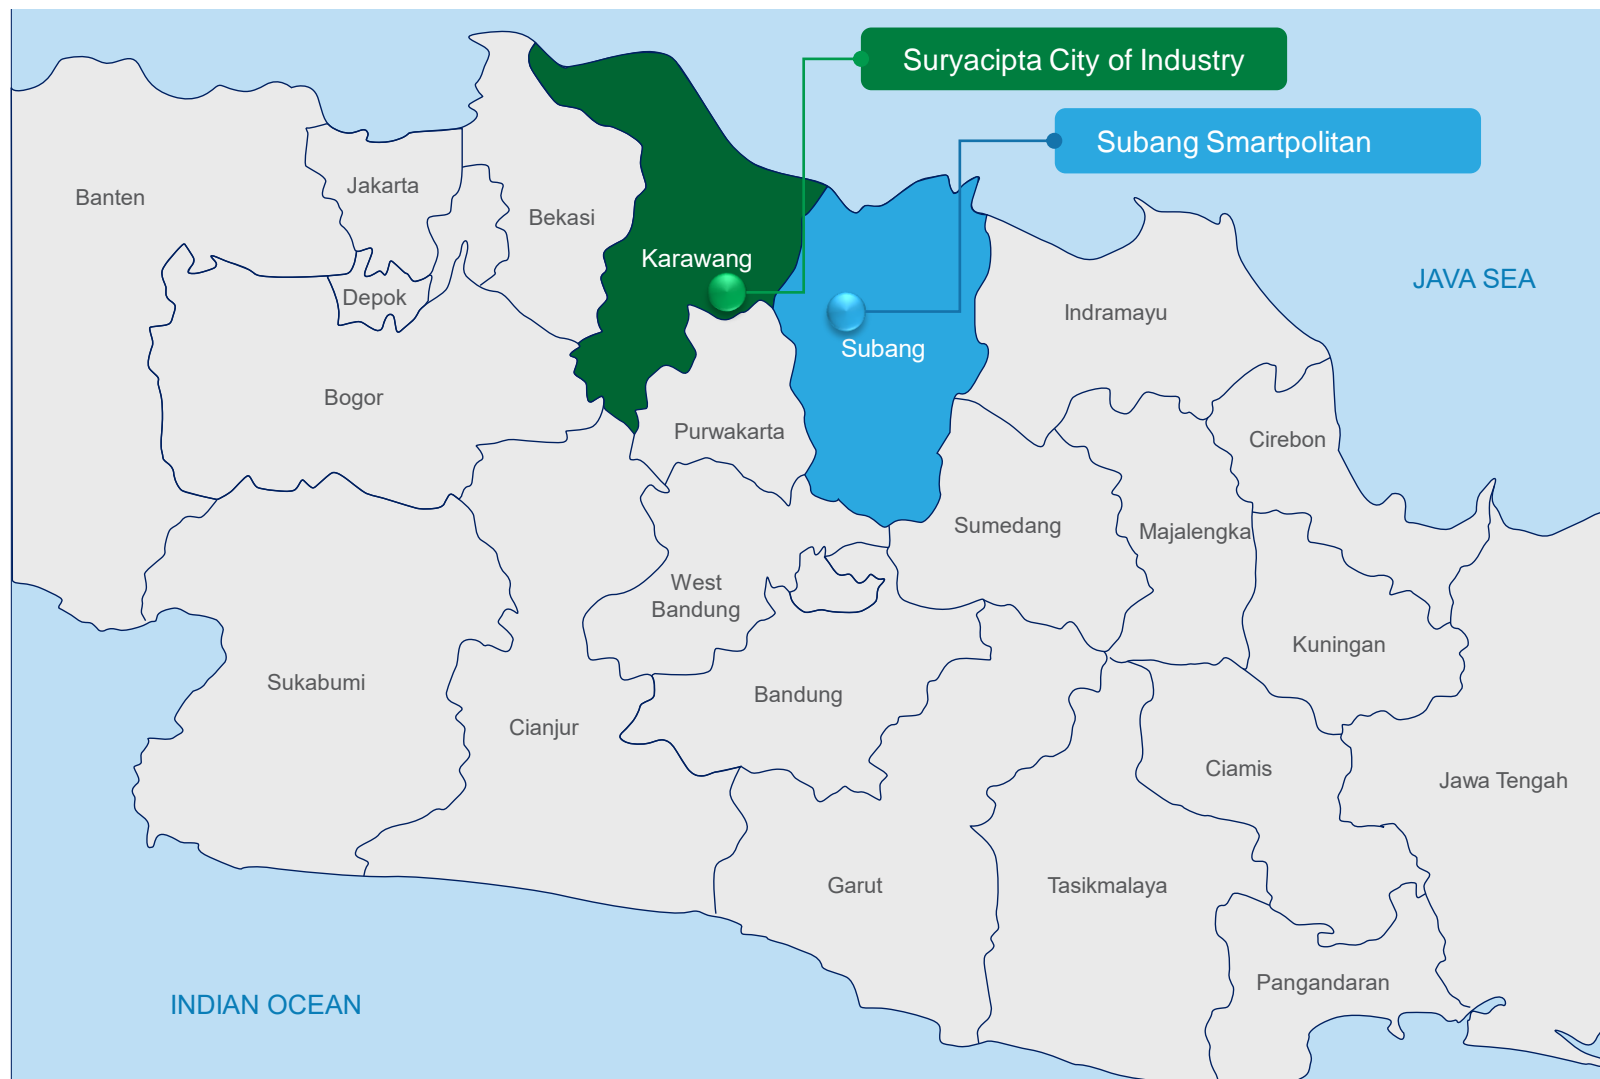 Suryacipta City of Industry
Subang Smartpolitan
Banten
Jakarta
Bekasi
Karawang
JAVA SEA
Depok
Indramayu
Subang
Bogor
Purwakarta
Cirebon
Sumedang
Majalengka
West
Bandung
Kuningan
Sukabumi
Bandung
Cianjur
Ciamis
Jawa Tengah
Garut
Tasikmalaya
Pangandaran
INDIAN OCEAN